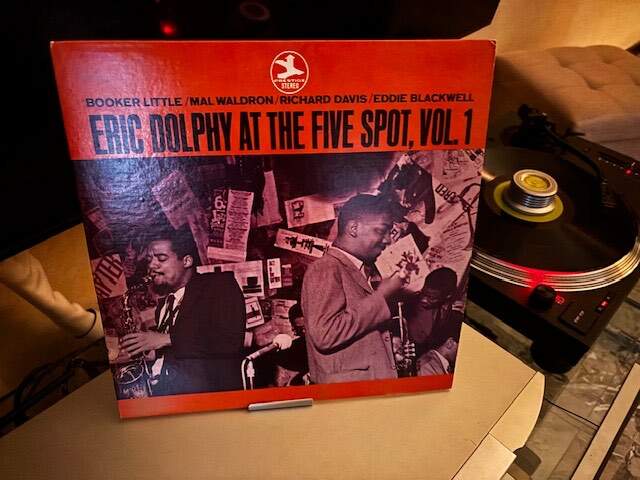 PRESTIGE
STEREO
BOOKER LITTLE/MAL WALDRON/RICHARD DAVIS/EDDIE BLACKWELL
ERIC DOLPHY AT THE FIVE SPOT, VOL. 1